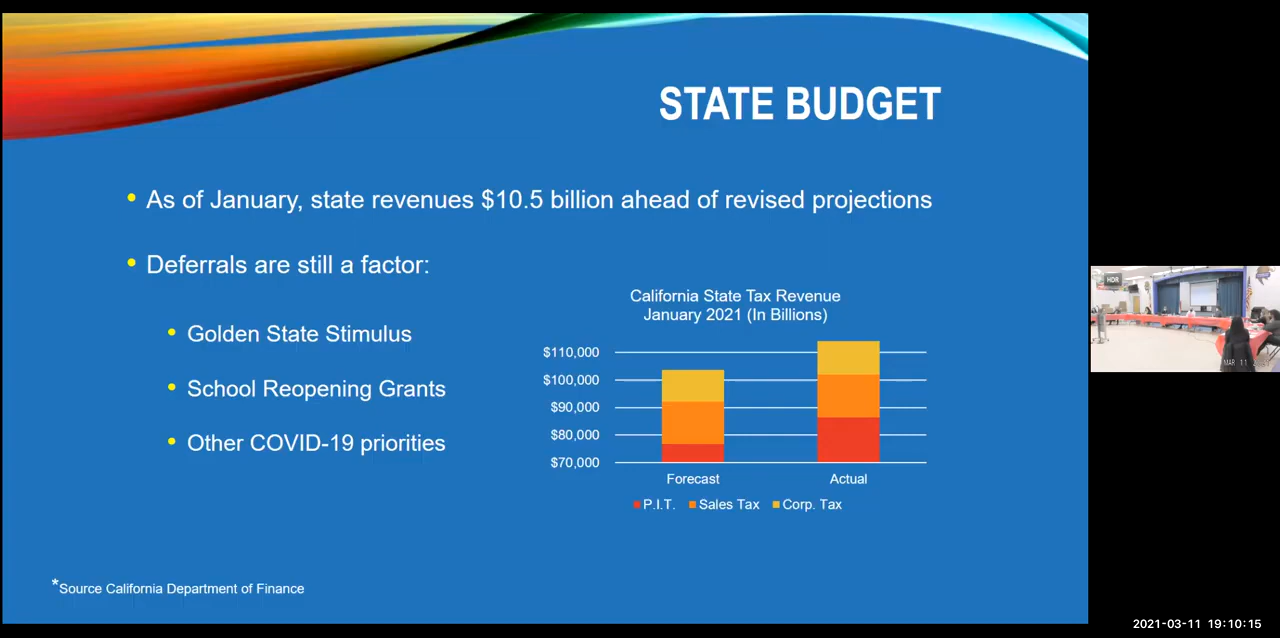 STATE BUDGET
• As of January, state revenues $10.5 billion ahead of revised projections
• Deferrals are still a factor:
• Golden State Stimulus
• School Reopening Grants
• Other COVID-19 priorities
California State Tax Revenue
January 2021 (In Billions)
$110,000
$100,000
$90,000
$80,000
$70,000
Forecast Actual
P.I.T. Sales Tax Corp. Tax
*Source California Department of Finance
HDR
MAR 11
2021-03-11 19:10:15